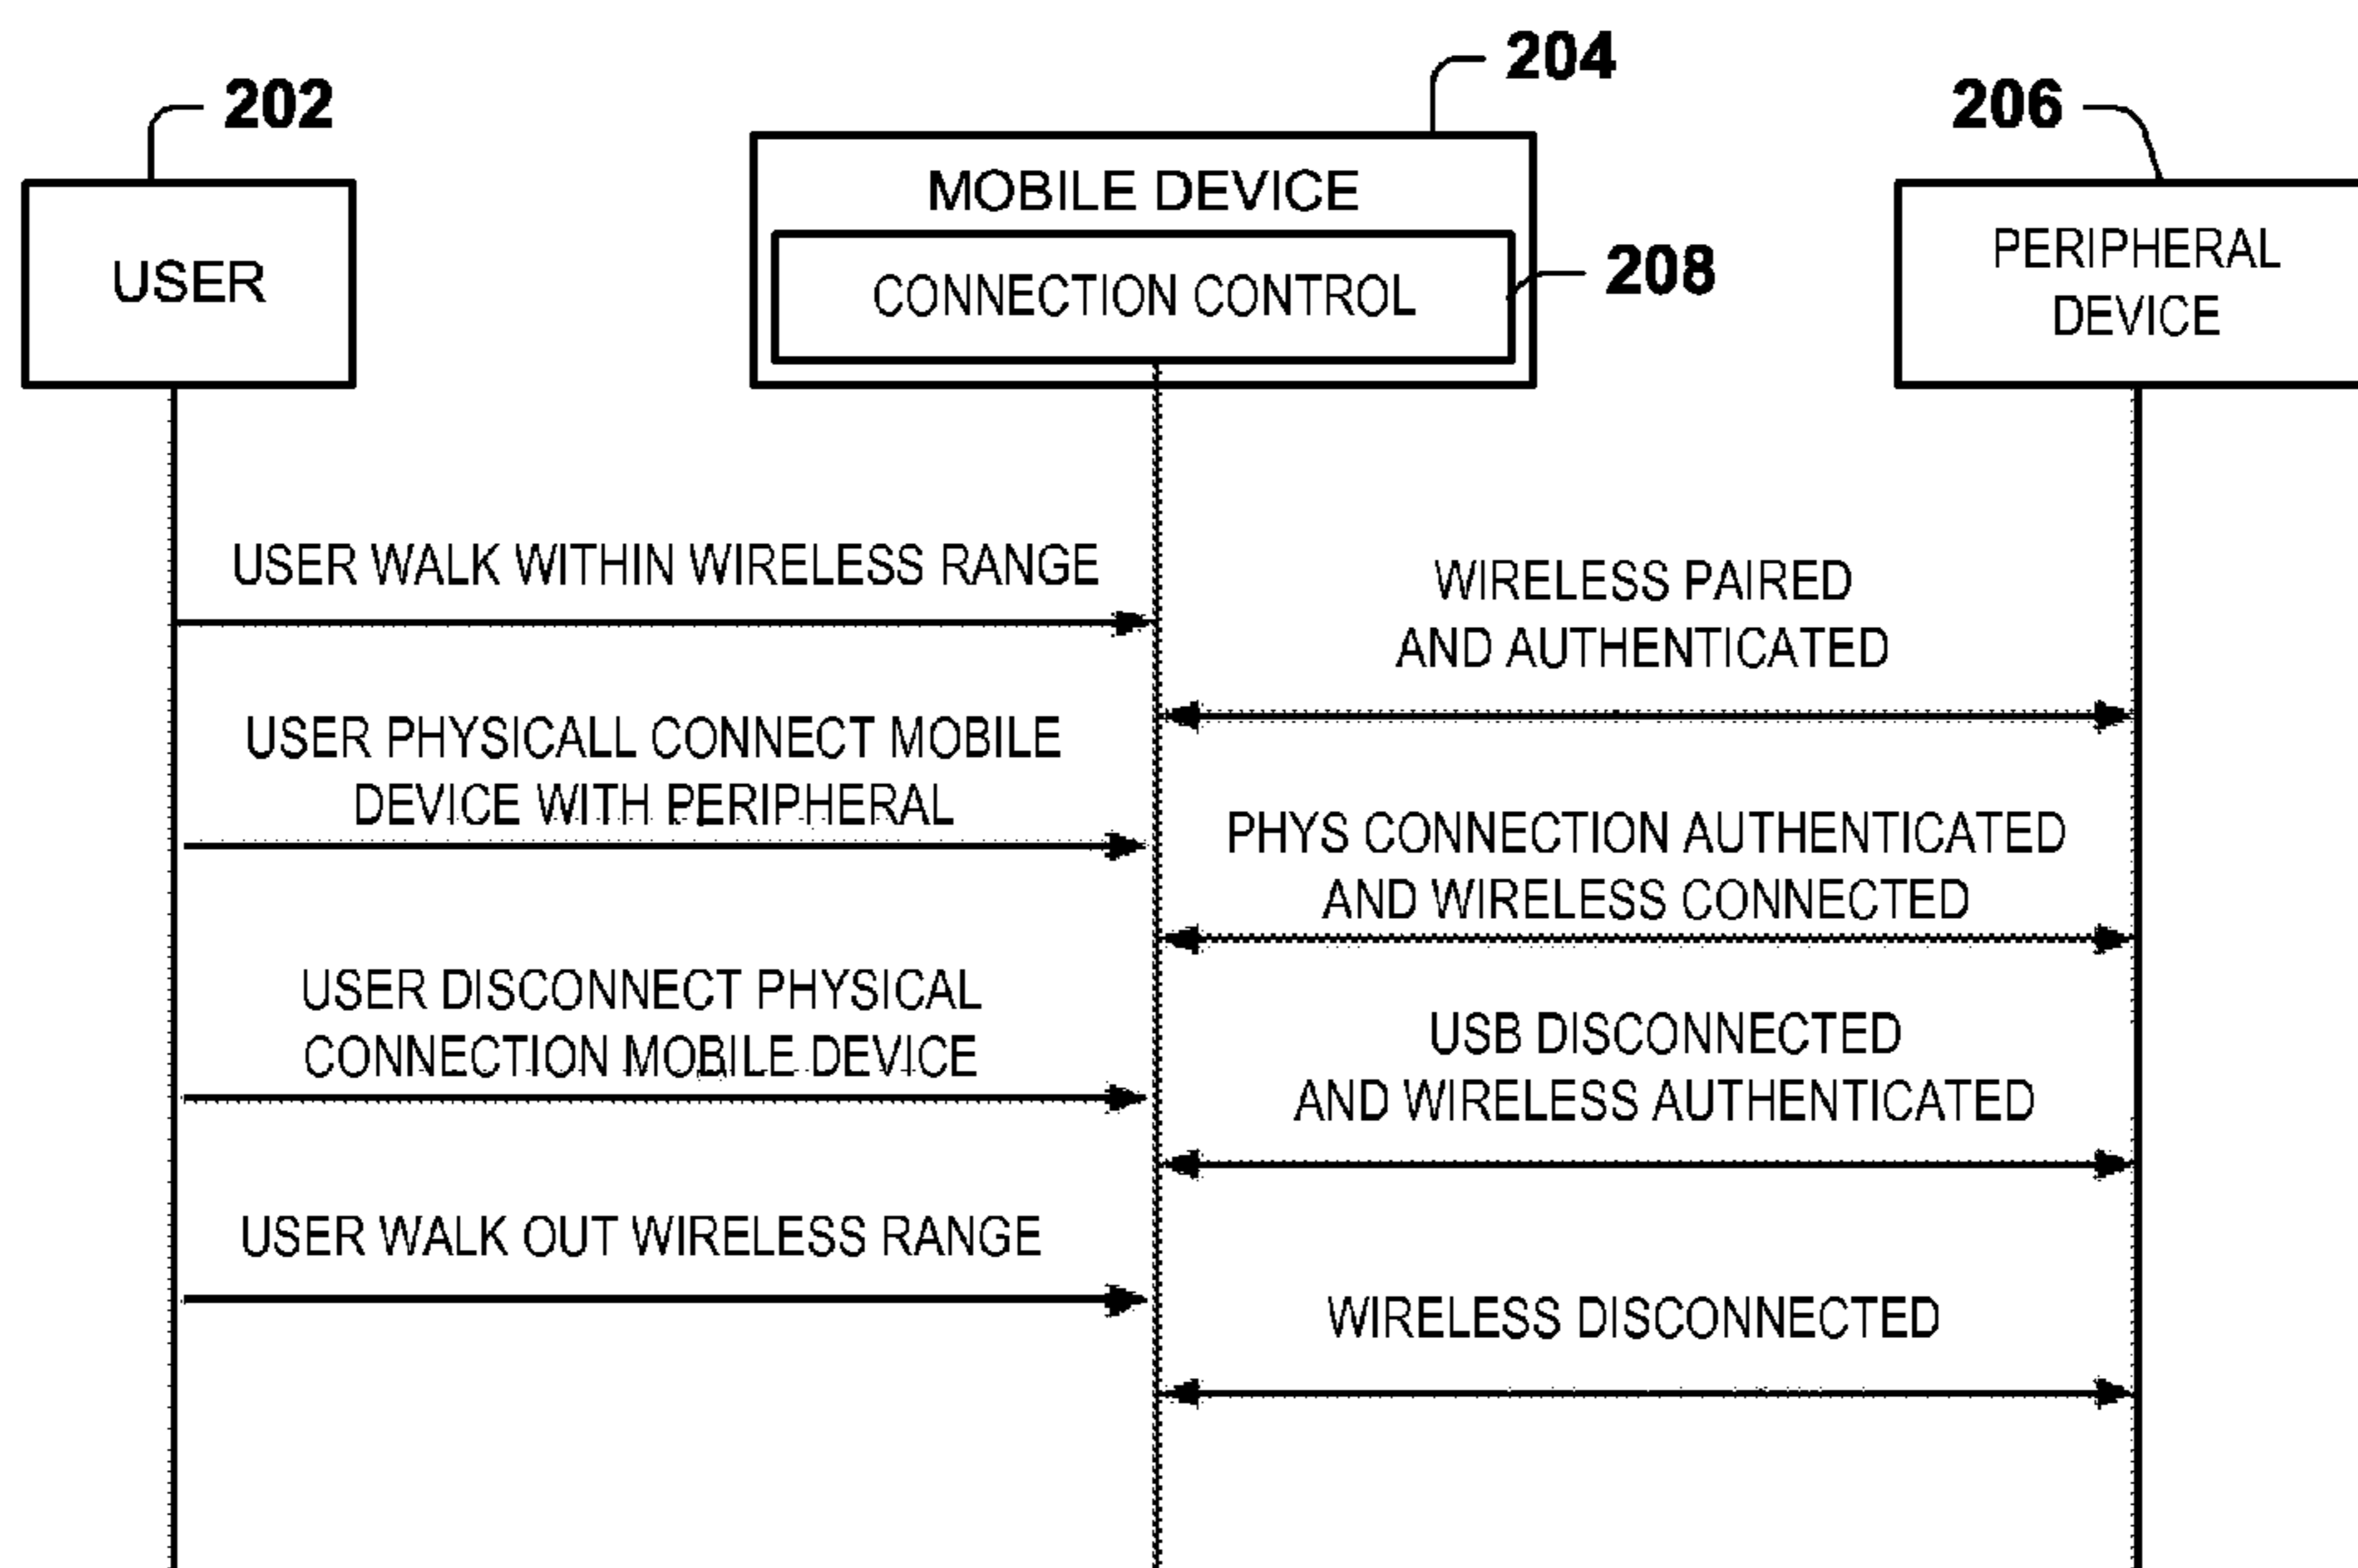 204
202
206
MOBILE DEVICE
USER
CONNECTION CONTROL
208
PERIPHERAL
DEVICE
USER WALK WITHIN WIRELESS RANGE
WIRELESS PAIRED
AND AUTHENTICATED
USER PHYSICALL CONNECT MOBILE
DEVICE WITH PERIPHERAL
PHYS CONNECTION AUTHENTICATED
AND WIRELESS CONNECTED
USER DISCONNECT PHYSICAL
CONNECTION MOBILE DEVICE
USB DISCONNECTED
AND WIRELESS AUTHENTICATED
USER WALK OUT WIRELESS RANGE
WIRELESS DISCONNECTED